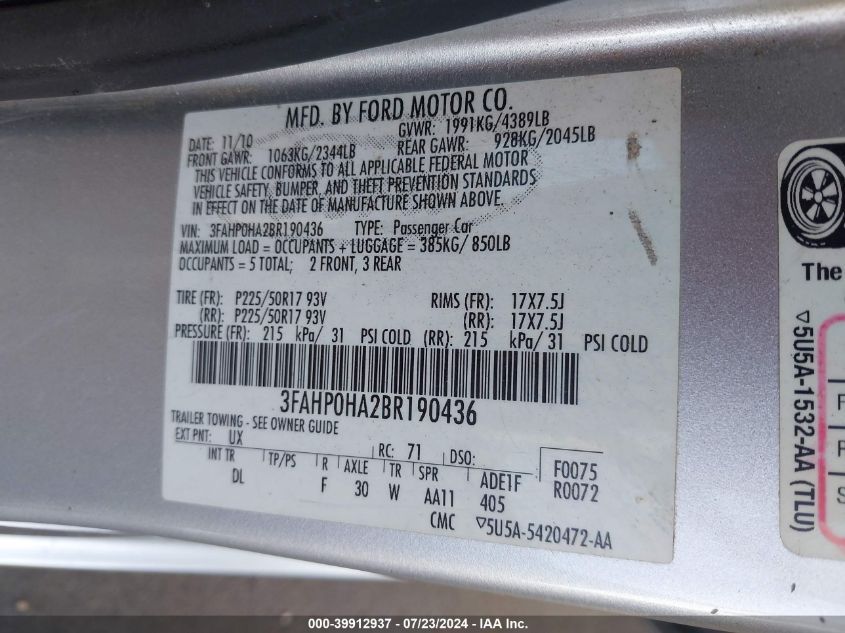 MFD. BY FORD MOTOR CO.
DATE: 11/10 GVWR: 1991KG/4389LB
FRONT GAWR: 1063KG/2344LB REAR GAWR: 928KG/2045LB
THIS VEHICLE CONFORMS TO ALL APPLICABLE FEDERAL MOTOR
VEHICLE SAFETY, BUMPER, AND THEFT PREVENTION STANDARDS
IN EFFECT ON THE DATE OF MANUFACTURE SHOWN ABOVE.
VIN: 3FAHP0HA2BR190436 TYPE: Passenger Car
MAXIMUM LOAD = OCCUPANTS + LUGGAGE = 385KG/ 850LB
OCCUPANTS = 5 TOTAL; 2 FRONT, 3 REAR
TIRE (FR): P225/50R17 93V RIMS (FR): 17X7.5J
(RR): P225/50R17 93V (RR): 17X7.5J
PRESSURE (FR): 215 kPa/ 31 PSI COLD (RR): 215 kPa/ 31 PSI COLD
3FAHP0HA2BR190436
TRAILER TOWING - SEE OWNER GUIDE
EXT PNT: UX RC: 71 DSO: F0075
INT TR TP/PS R AXLE TR SPR ADE1F R0072
DL F 30 W AA11 405
CMC ▽5U5A-5420472-AA
The
▽5U5A-1532-AA (TLU)
F
F
S
000-39912937 - 07/23/2024 - IAA Inc.